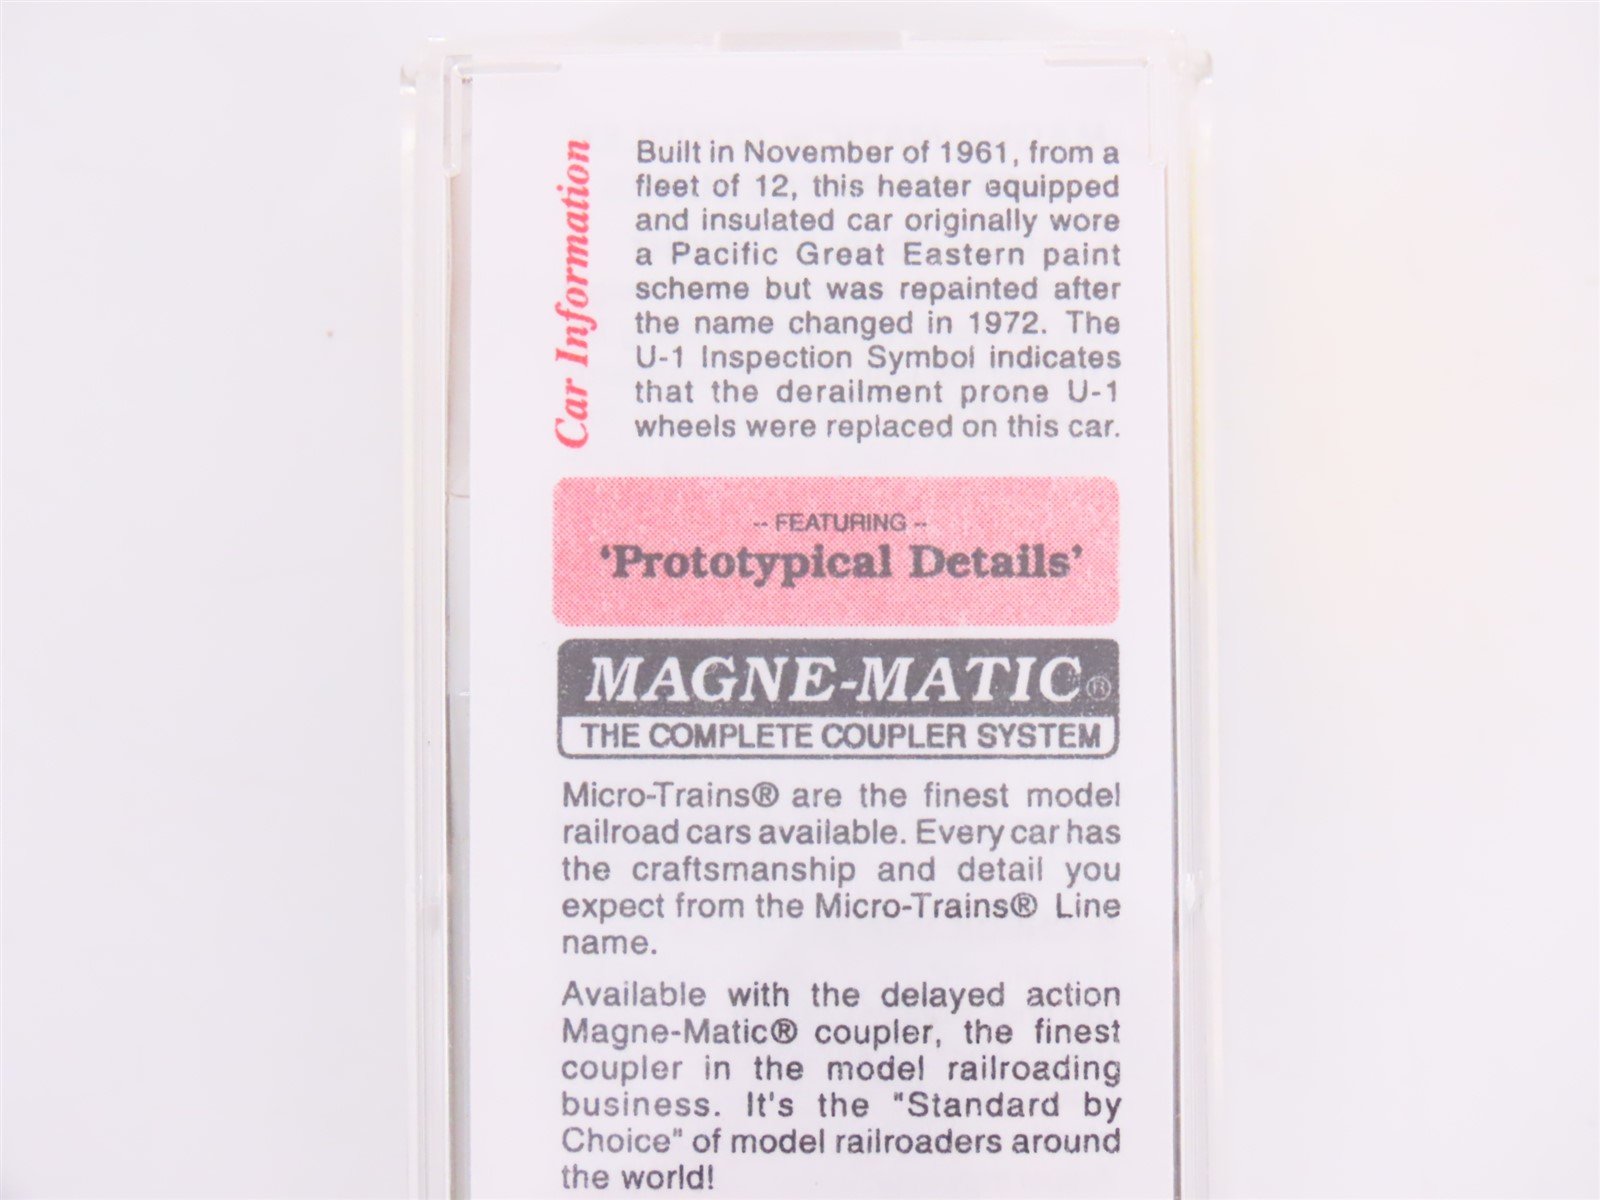 Car Information
Built in November of 1961, from a
fleet of 12, this heater equipped
and insulated car originally wore
a Pacific Great Eastern paint
scheme but was repainted after
the name changed in 1972. The
U-1 Inspection Symbol indicates
that the derailment prone U-1
wheels were replaced on this car.
-- FEATURING --
‘Prototypical Details’
MAGNE-MATIC®
THE COMPLETE COUPLER SYSTEM
Micro-Trains® are the finest model
railroad cars available. Every car has
the craftsmanship and detail you
expect from the Micro-Trains® Line
name.
Available with the delayed action
Magne-Matic® coupler, the finest
coupler in the model railroading
business. It's the "Standard by
Choice" of model railroaders around
the world!